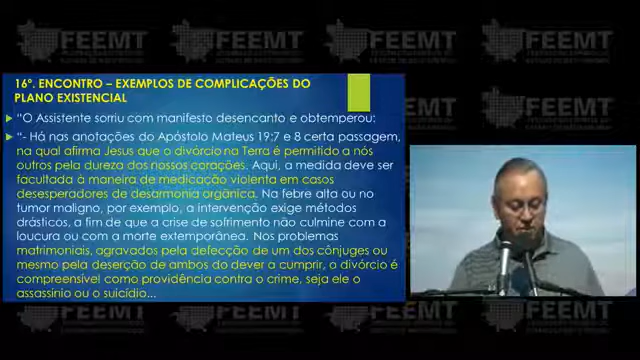 FEEMT FEEMT FEEMT
16º. ENCONTRO – EXEMPLOS DE COMPLICAÇÕES DO
PLANO EXISTENCIAL
"O Assistente sorriu com manifesto desencanto e obtemperou:
"- Há nas anotações do Apóstolo Mateus 19:7 e 8 certa passagem,
na qual afirma Jesus que o divórcio na Terra é permitido a nós
outros pela dureza dos nossos corações. Aqui, a medida deve ser
facultada à maneira de medicação violenta em casos
desesperadores de desarmonia orgânica. Na febre alta ou no
tumor maligno, por exemplo, a intervenção exige métodos
drásticos, a fim de que a crise de sofrimento não culmine com a
loucura ou com a morte extemporânea. Nos problemas
matrimoniais, agravados pela defecção de um dos cônjuges ou
mesmo pela deserção de ambos do dever a cumprir, o divórcio é
compreensível como providência contra o crime, seja ele o
assassínio ou o suicídio...
FEEMT FEEMT FEEMT FEEMT